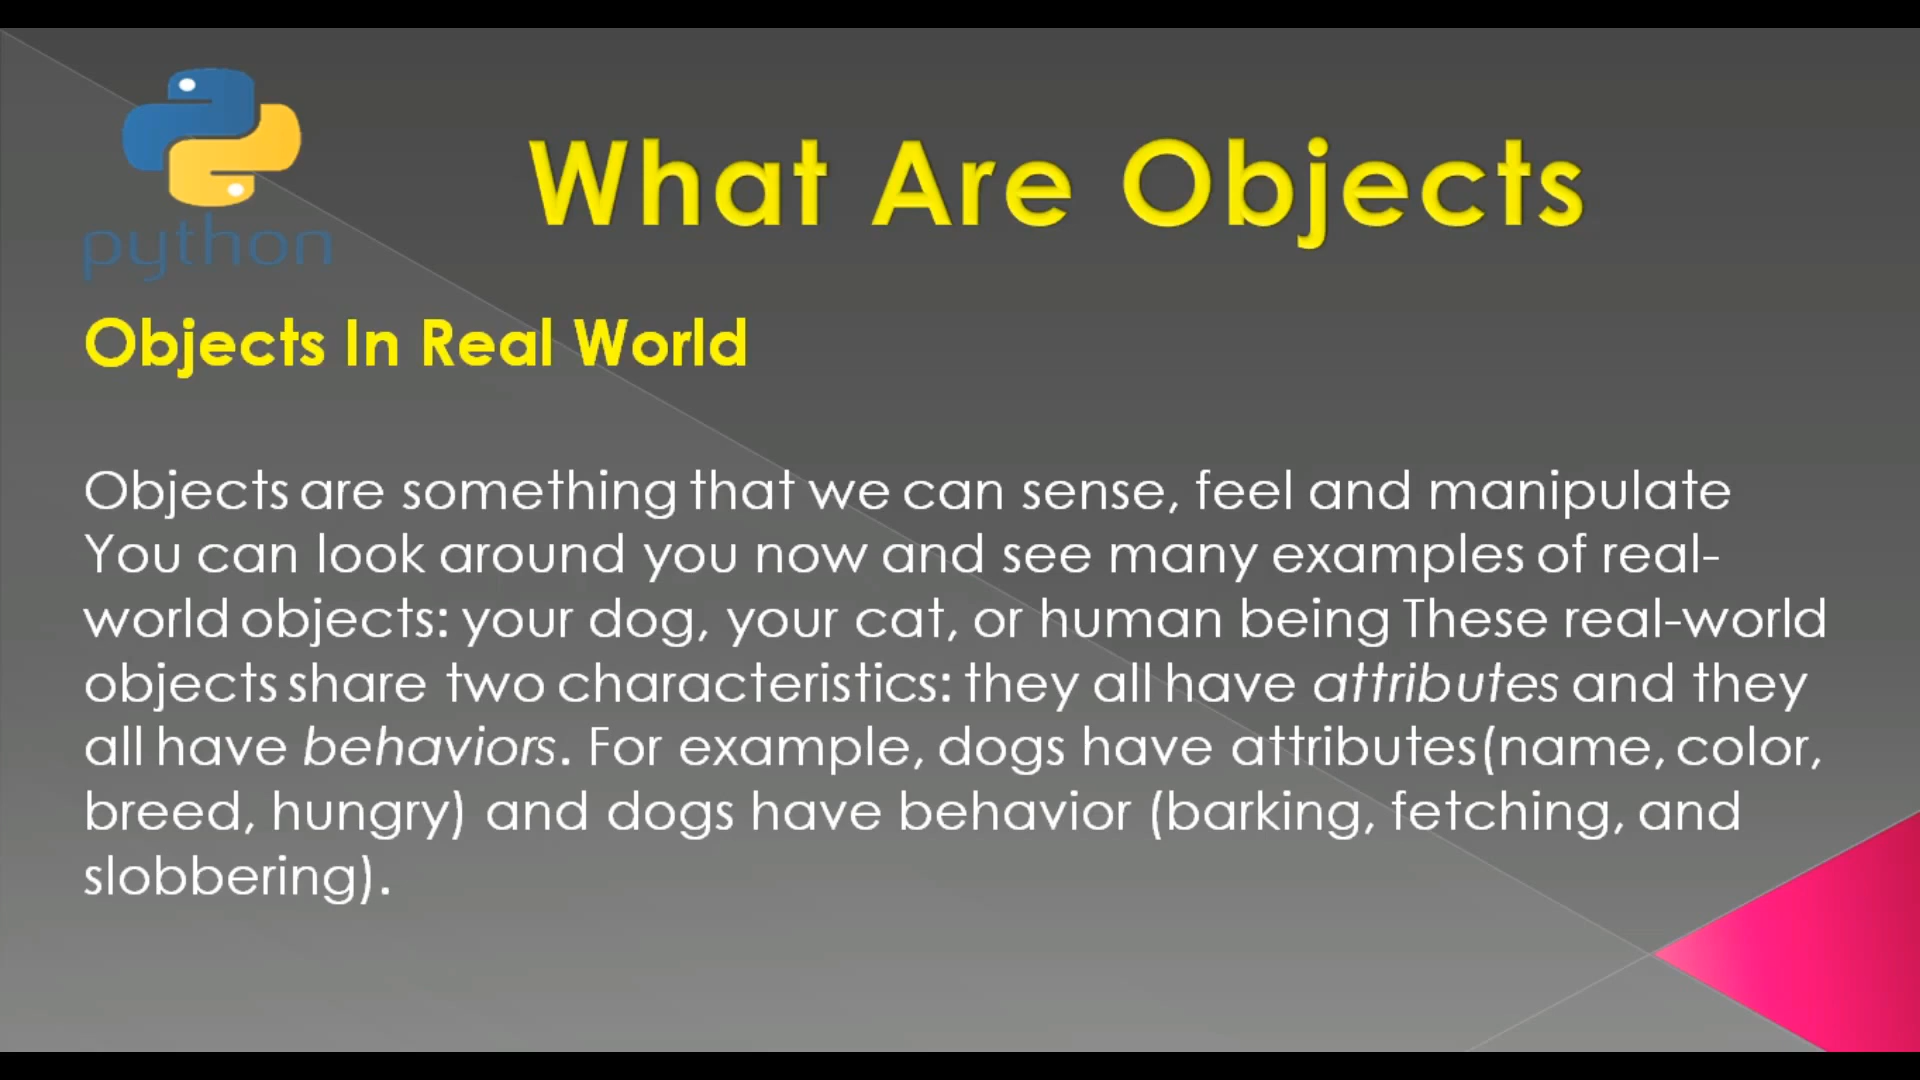 python
What Are Objects
Objects In Real World
Objects are something that we can sense, feel and manipulate
You can look around you now and see many examples of real-
world objects: your dog, your cat, or human being These real-world
objects share two characteristics: they all have attributes and they
all have behaviors. For example, dogs have attributes(name, color,
breed, hungry) and dogs have behavior (barking, fetching, and
slobbering).